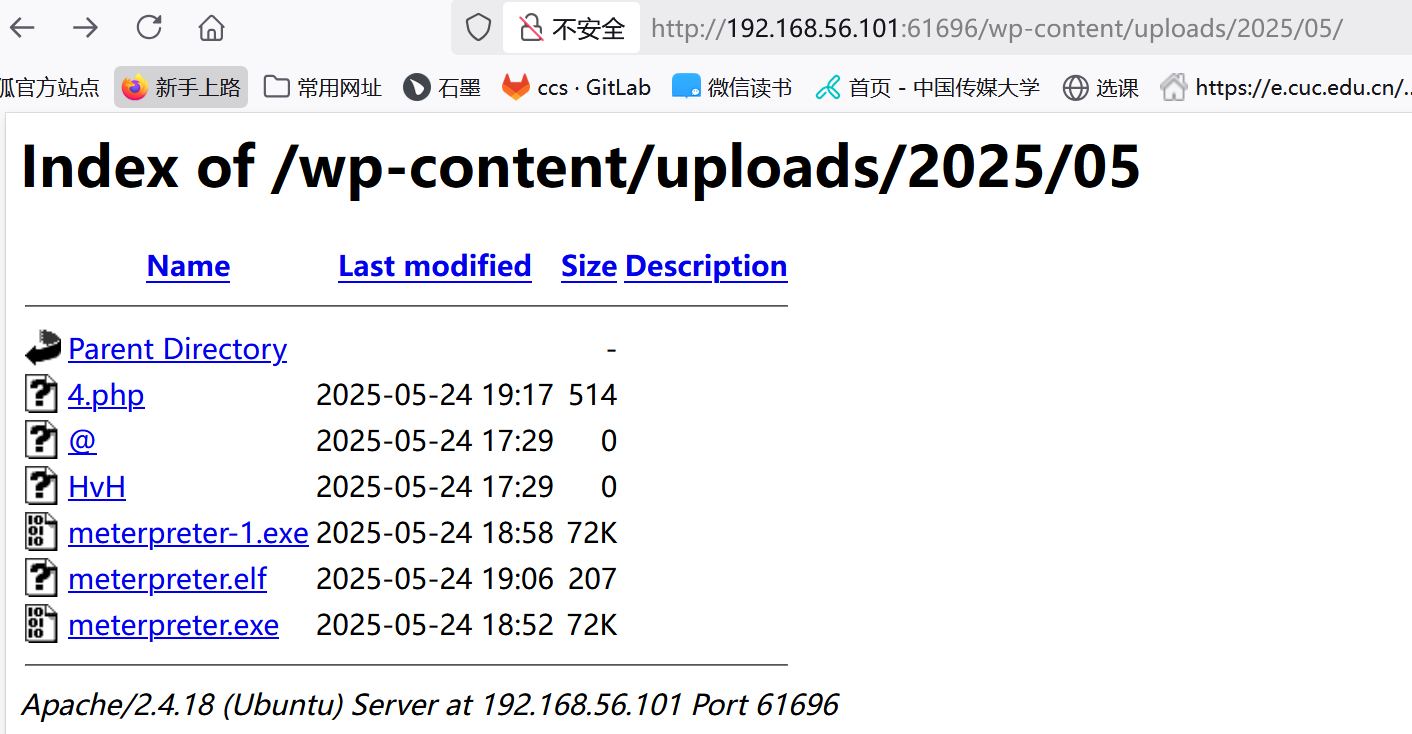 不安全 http://192.168.56.101:61696/wp-content/uploads/2025/05/
狐官方站点 新手上路 常用网址 石墨 ccs · GitLab 微信读书 首页 - 中国传媒大学 选课 https://e.cuc.edu.cn/...
Index of /wp-content/uploads/2025/05
Name Last modified Size Description
Parent Directory -
4.php 2025-05-24 19:17 514
@ 2025-05-24 17:29 0
HvH 2025-05-24 17:29 0
meterpreter-1.exe 2025-05-24 18:58 72K
meterpreter.elf 2025-05-24 19:06 207
meterpreter.exe 2025-05-24 18:52 72K
Apache/2.4.18 (Ubuntu) Server at 192.168.56.101 Port 61696